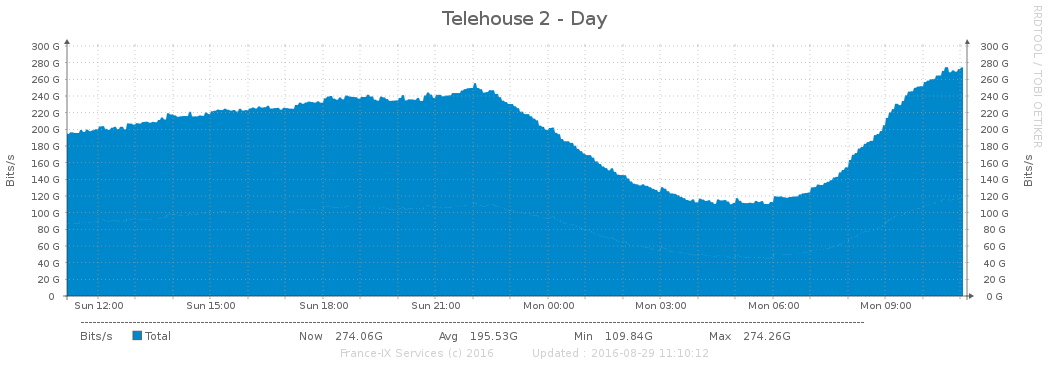 Telehouse 2 - Day
RRDTOOL / TOBI OETIKER
Bits/s
300 G 300 G
280 G 280 G
260 G 260 G
240 G 240 G
220 G 220 G
200 G 200 G
180 G 180 G
160 G 160 G
140 G 140 G
120 G 120 G
100 G 100 G
80 G 80 G
60 G 60 G
40 G 40 G
20 G 20 G
0 0 G
Bits/s
Sun 12:00 Sun 15:00 Sun 18:00 Sun 21:00 Mon 00:00 Mon 03:00 Mon 06:00 Mon 09:00
Bits/s Total Now 274.06G Avg 195.53G Min 109.84G Max 274.26G
France-IX Services (c) 2016 Updated : 2016-08-29 11:10:12